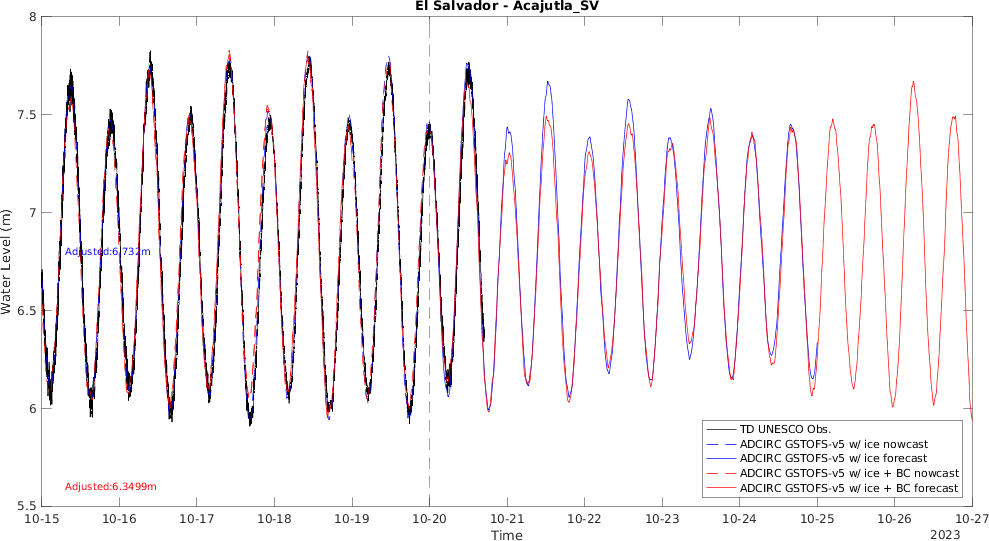 El Salvador - Acajutla_SV
8
7.5
7
6.5
6
5.5
Water Level (m)
Adjusted:6.732m
Adjusted:6.3499m
TD UNESCO Obs.
ADCIRC GSTOFS-v5 w/ ice nowcast
ADCIRC GSTOFS-v5 w/ ice forecast
ADCIRC GSTOFS-v5 w/ ice + BC nowcast
ADCIRC GSTOFS-v5 w/ ice + BC forecast
10-15 10-16 10-17 10-18 10-19 10-20 10-21 10-22 10-23 10-24 10-25 10-26 10-27
Time
2023